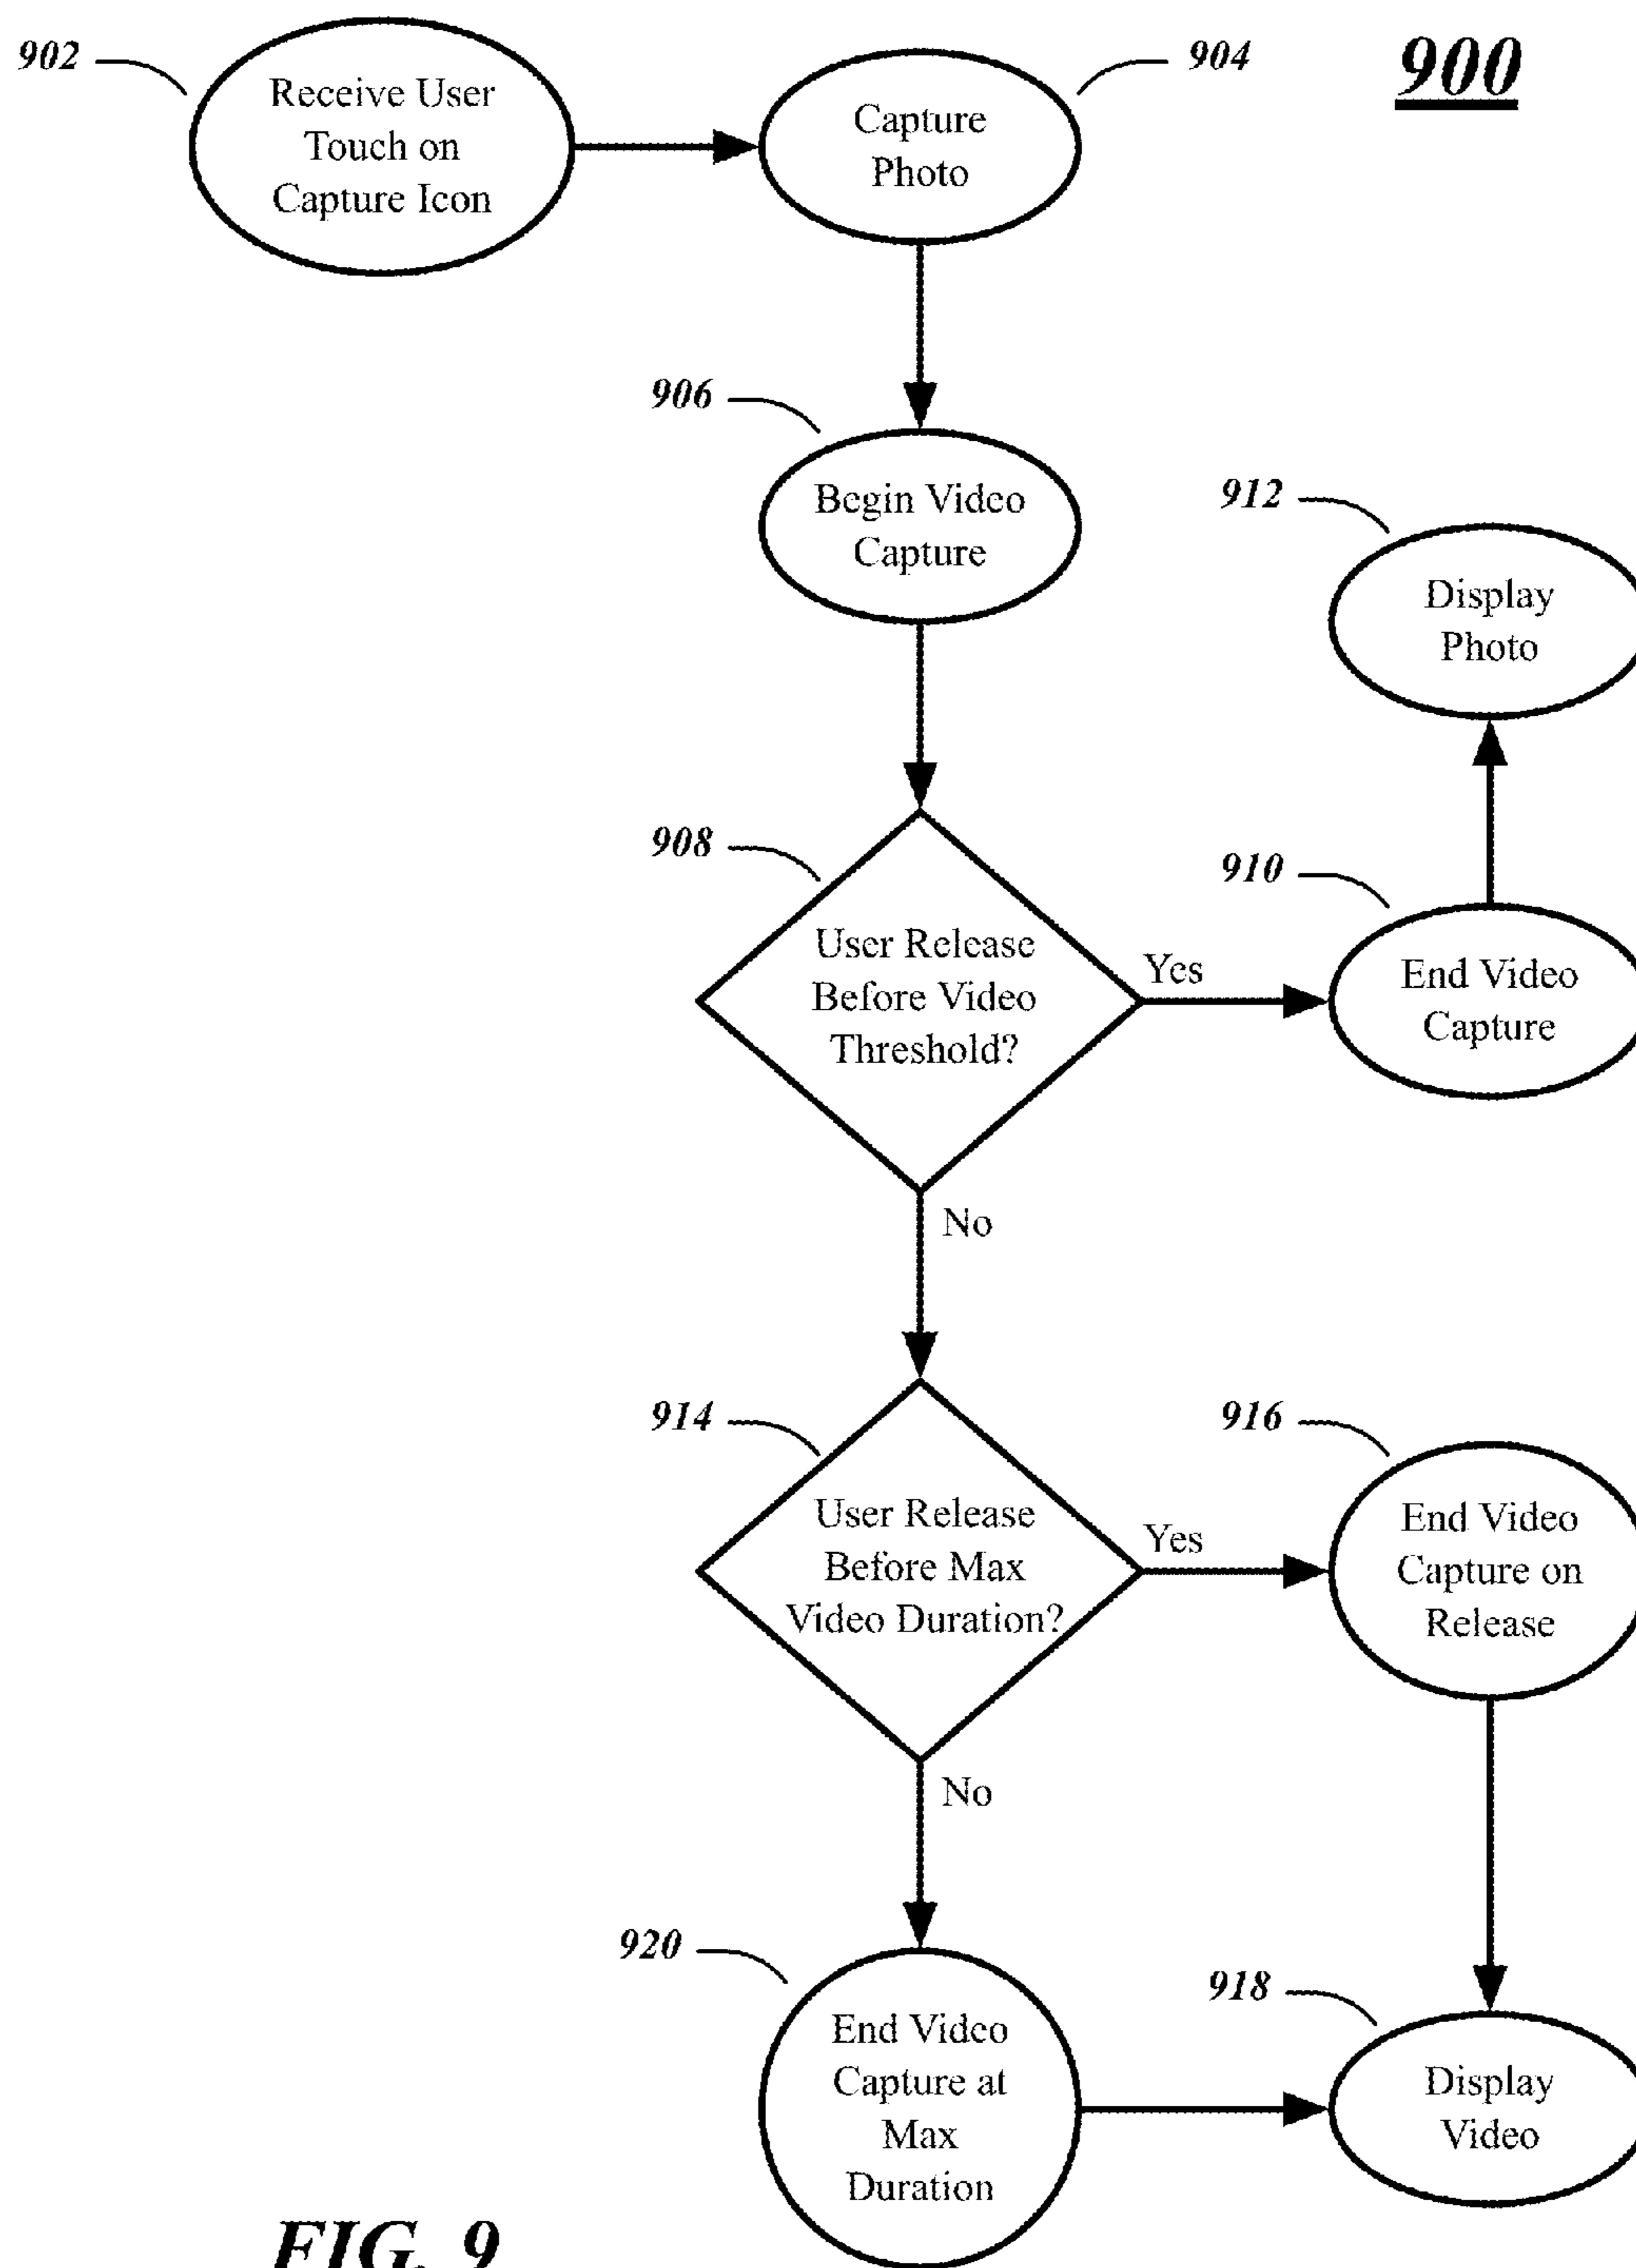 900
902
Receive User
Touch on
Capture Icon
904
Capture
Photo
906
Begin Video
Capture
912
Display
Photo
908
User Release
Before Video
Threshold?
Yes
910
End Video
Capture
No
914
User Release
Before Max
Video Duration?
Yes
916
End Video
Capture on
Release
No
920
End Video
Capture at
Max
Duration
918
Display
Video
FIG. 9